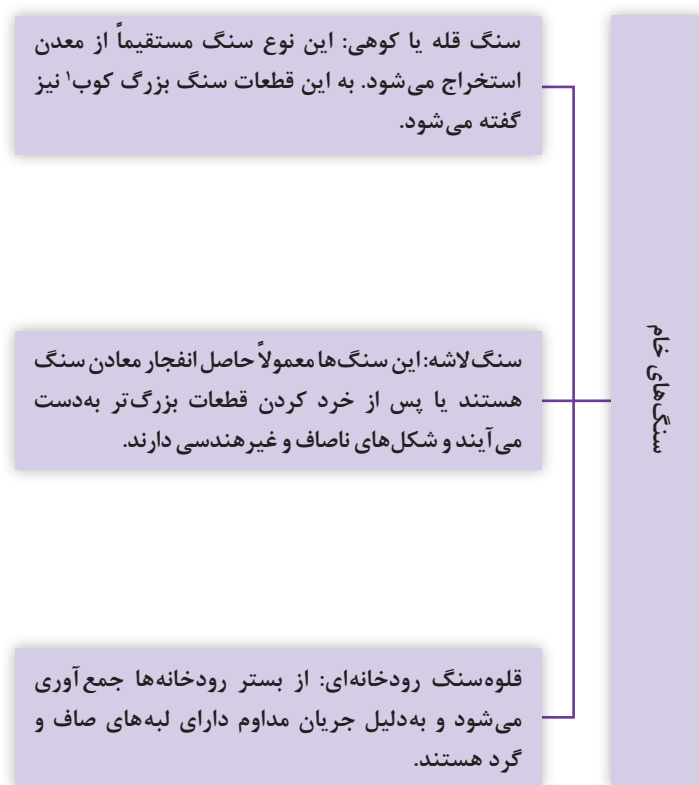 سنگ‌های خام
سنگ قله یا کوهی: این نوع سنگ مستقیماً از معدن
استخراج می‌شود. به این قطعات سنگ بزرگ کوب۱ نیز
گفته می‌شود.
سنگ‌لاشه: این سنگ‌ها معمولاً حاصل انفجار معادن سنگ
هستند یا پس از خرد کردن قطعات بزرگ‌تر به‌دست
می‌آیند و شکل‌های ناصاف و غیرهندسی دارند.
قلوه‌سنگ رودخانه‌ای: از بستر رودخانه‌ها جمع‌آوری
می‌شود و به‌دلیل جریان مداوم دارای لبه‌های صاف و
گرد هستند.